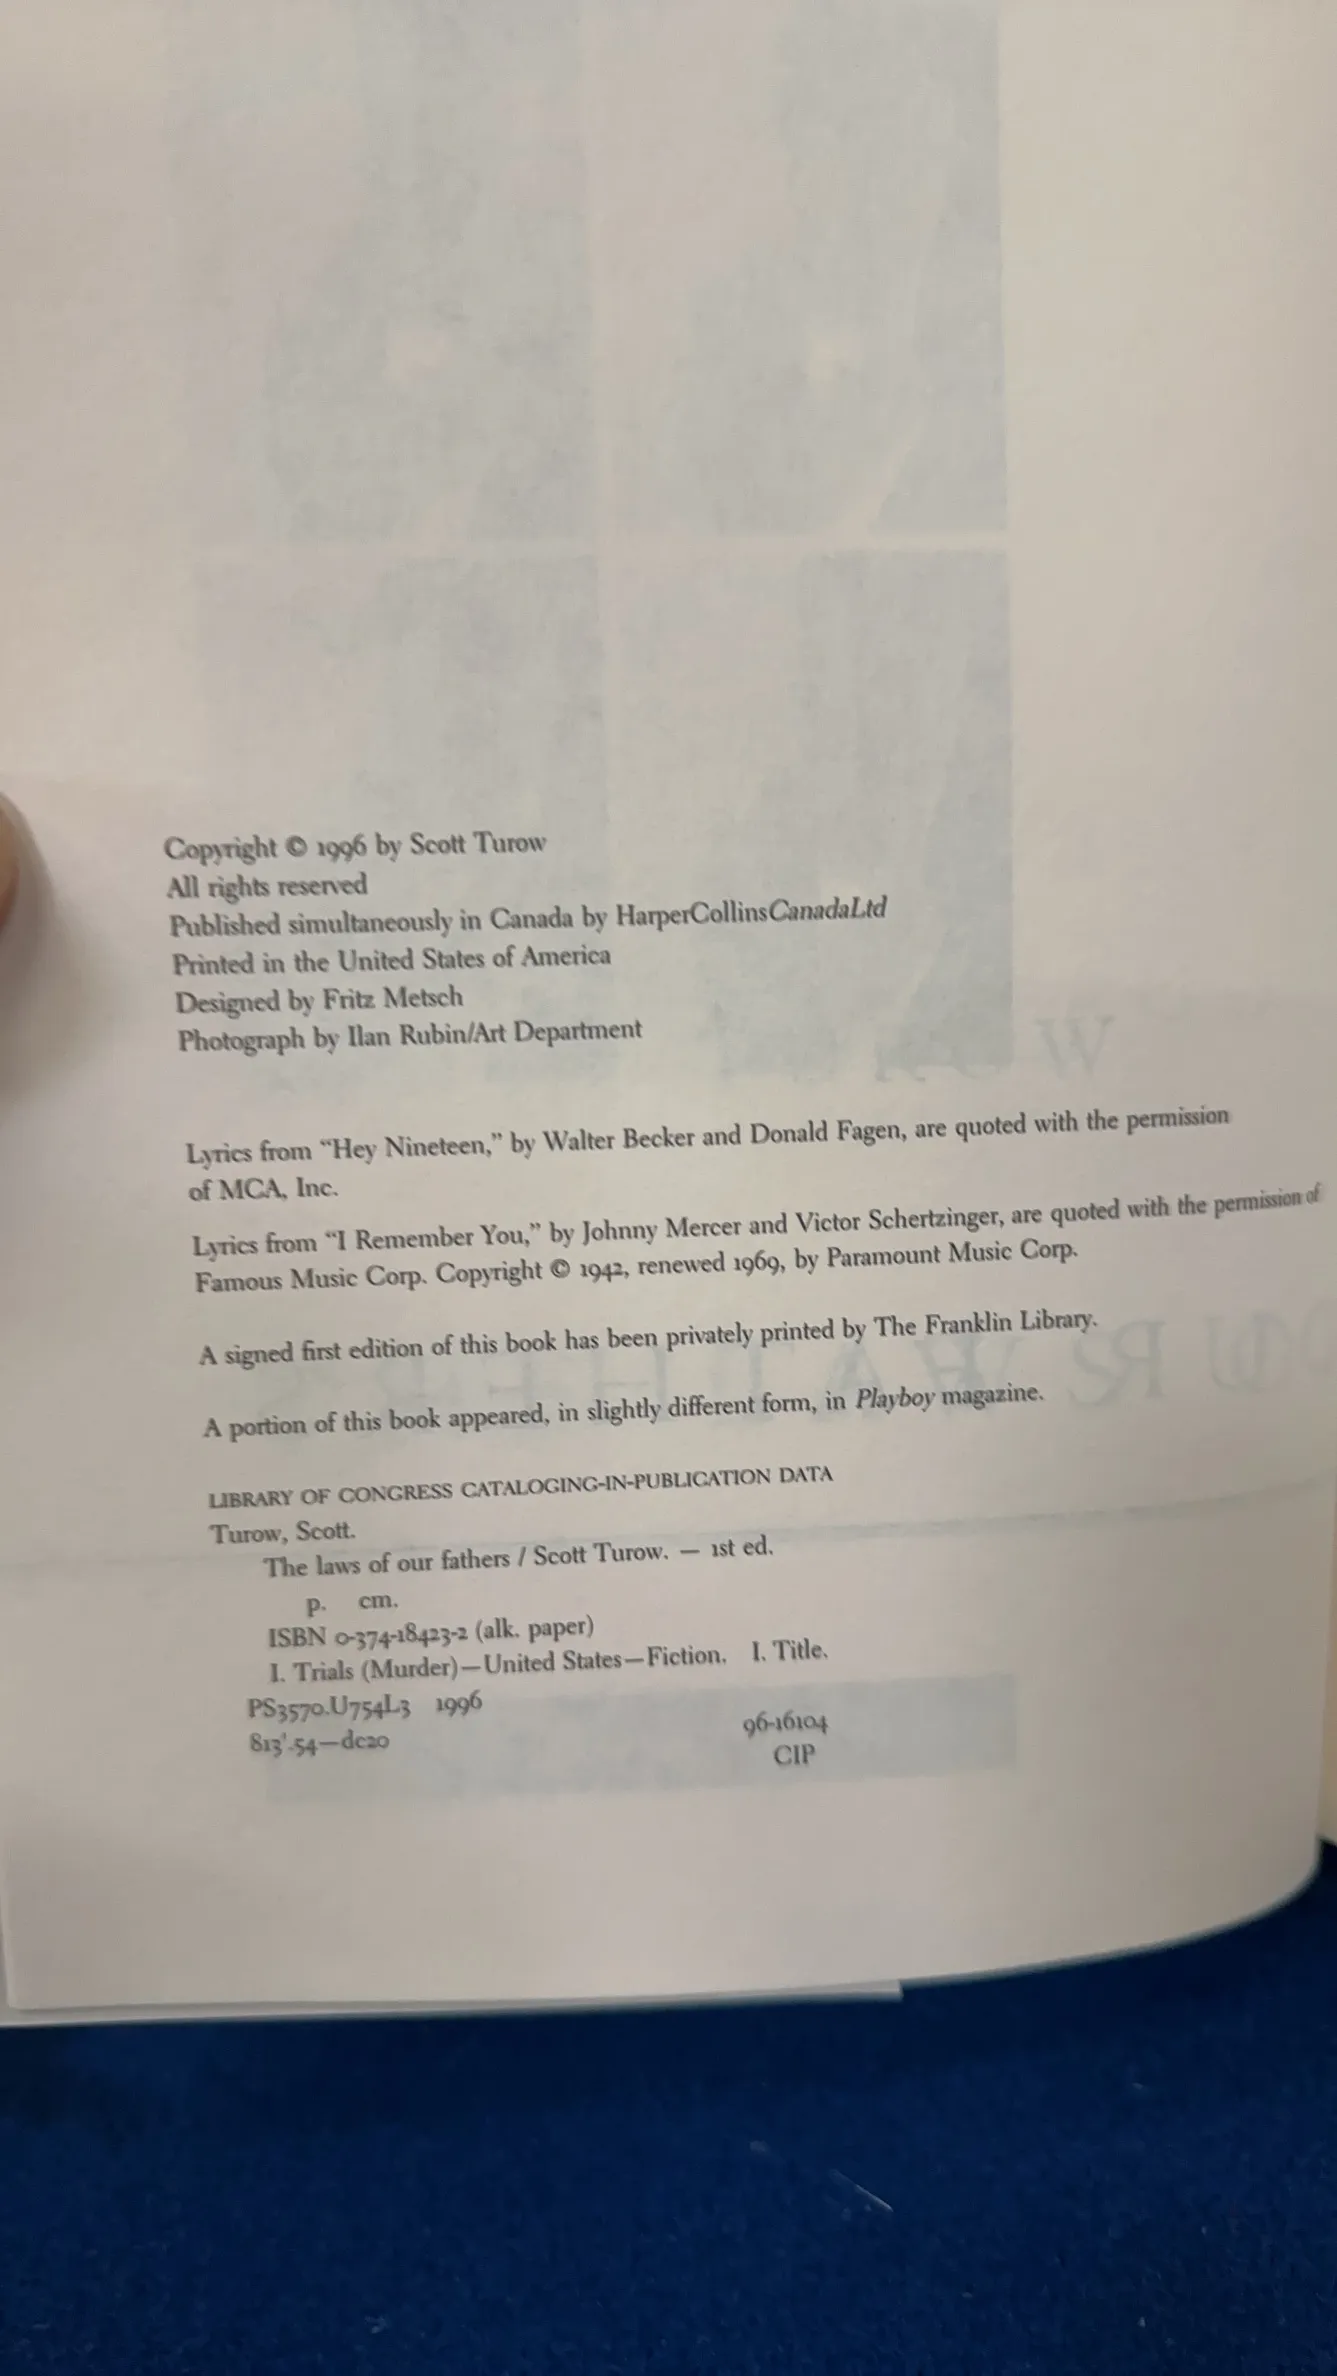 Copyright © 1996 by Scott Turow
All rights reserved
Published simultaneously in Canada by HarperCollinsCanadaLtd
Printed in the United States of America
Designed by Fritz Metsch
Photograph by Ilan Rubin/Art Department
Lyrics from “Hey Nineteen,” by Walter Becker and Donald Fagen, are quoted with the permission
of MCA, Inc.
Lyrics from “I Remember You,” by Johnny Mercer and Victor Schertzinger, are quoted with the permission of
Famous Music Corp. Copyright © 1942, renewed 1969, by Paramount Music Corp.
A signed first edition of this book has been privately printed by The Franklin Library.
A portion of this book appeared, in slightly different form, in Playboy magazine.
LIBRARY OF CONGRESS CATALOGING-IN-PUBLICATION DATA
Turow, Scott.
The laws of our fathers / Scott Turow. — 1st ed.
p. cm.
ISBN 0-374-18423-2 (alk. paper)
I. Trials (Murder)—United States—Fiction. I. Title.
PS3570.U754L3 1996
813'.54—dc20
96-16104
CIP